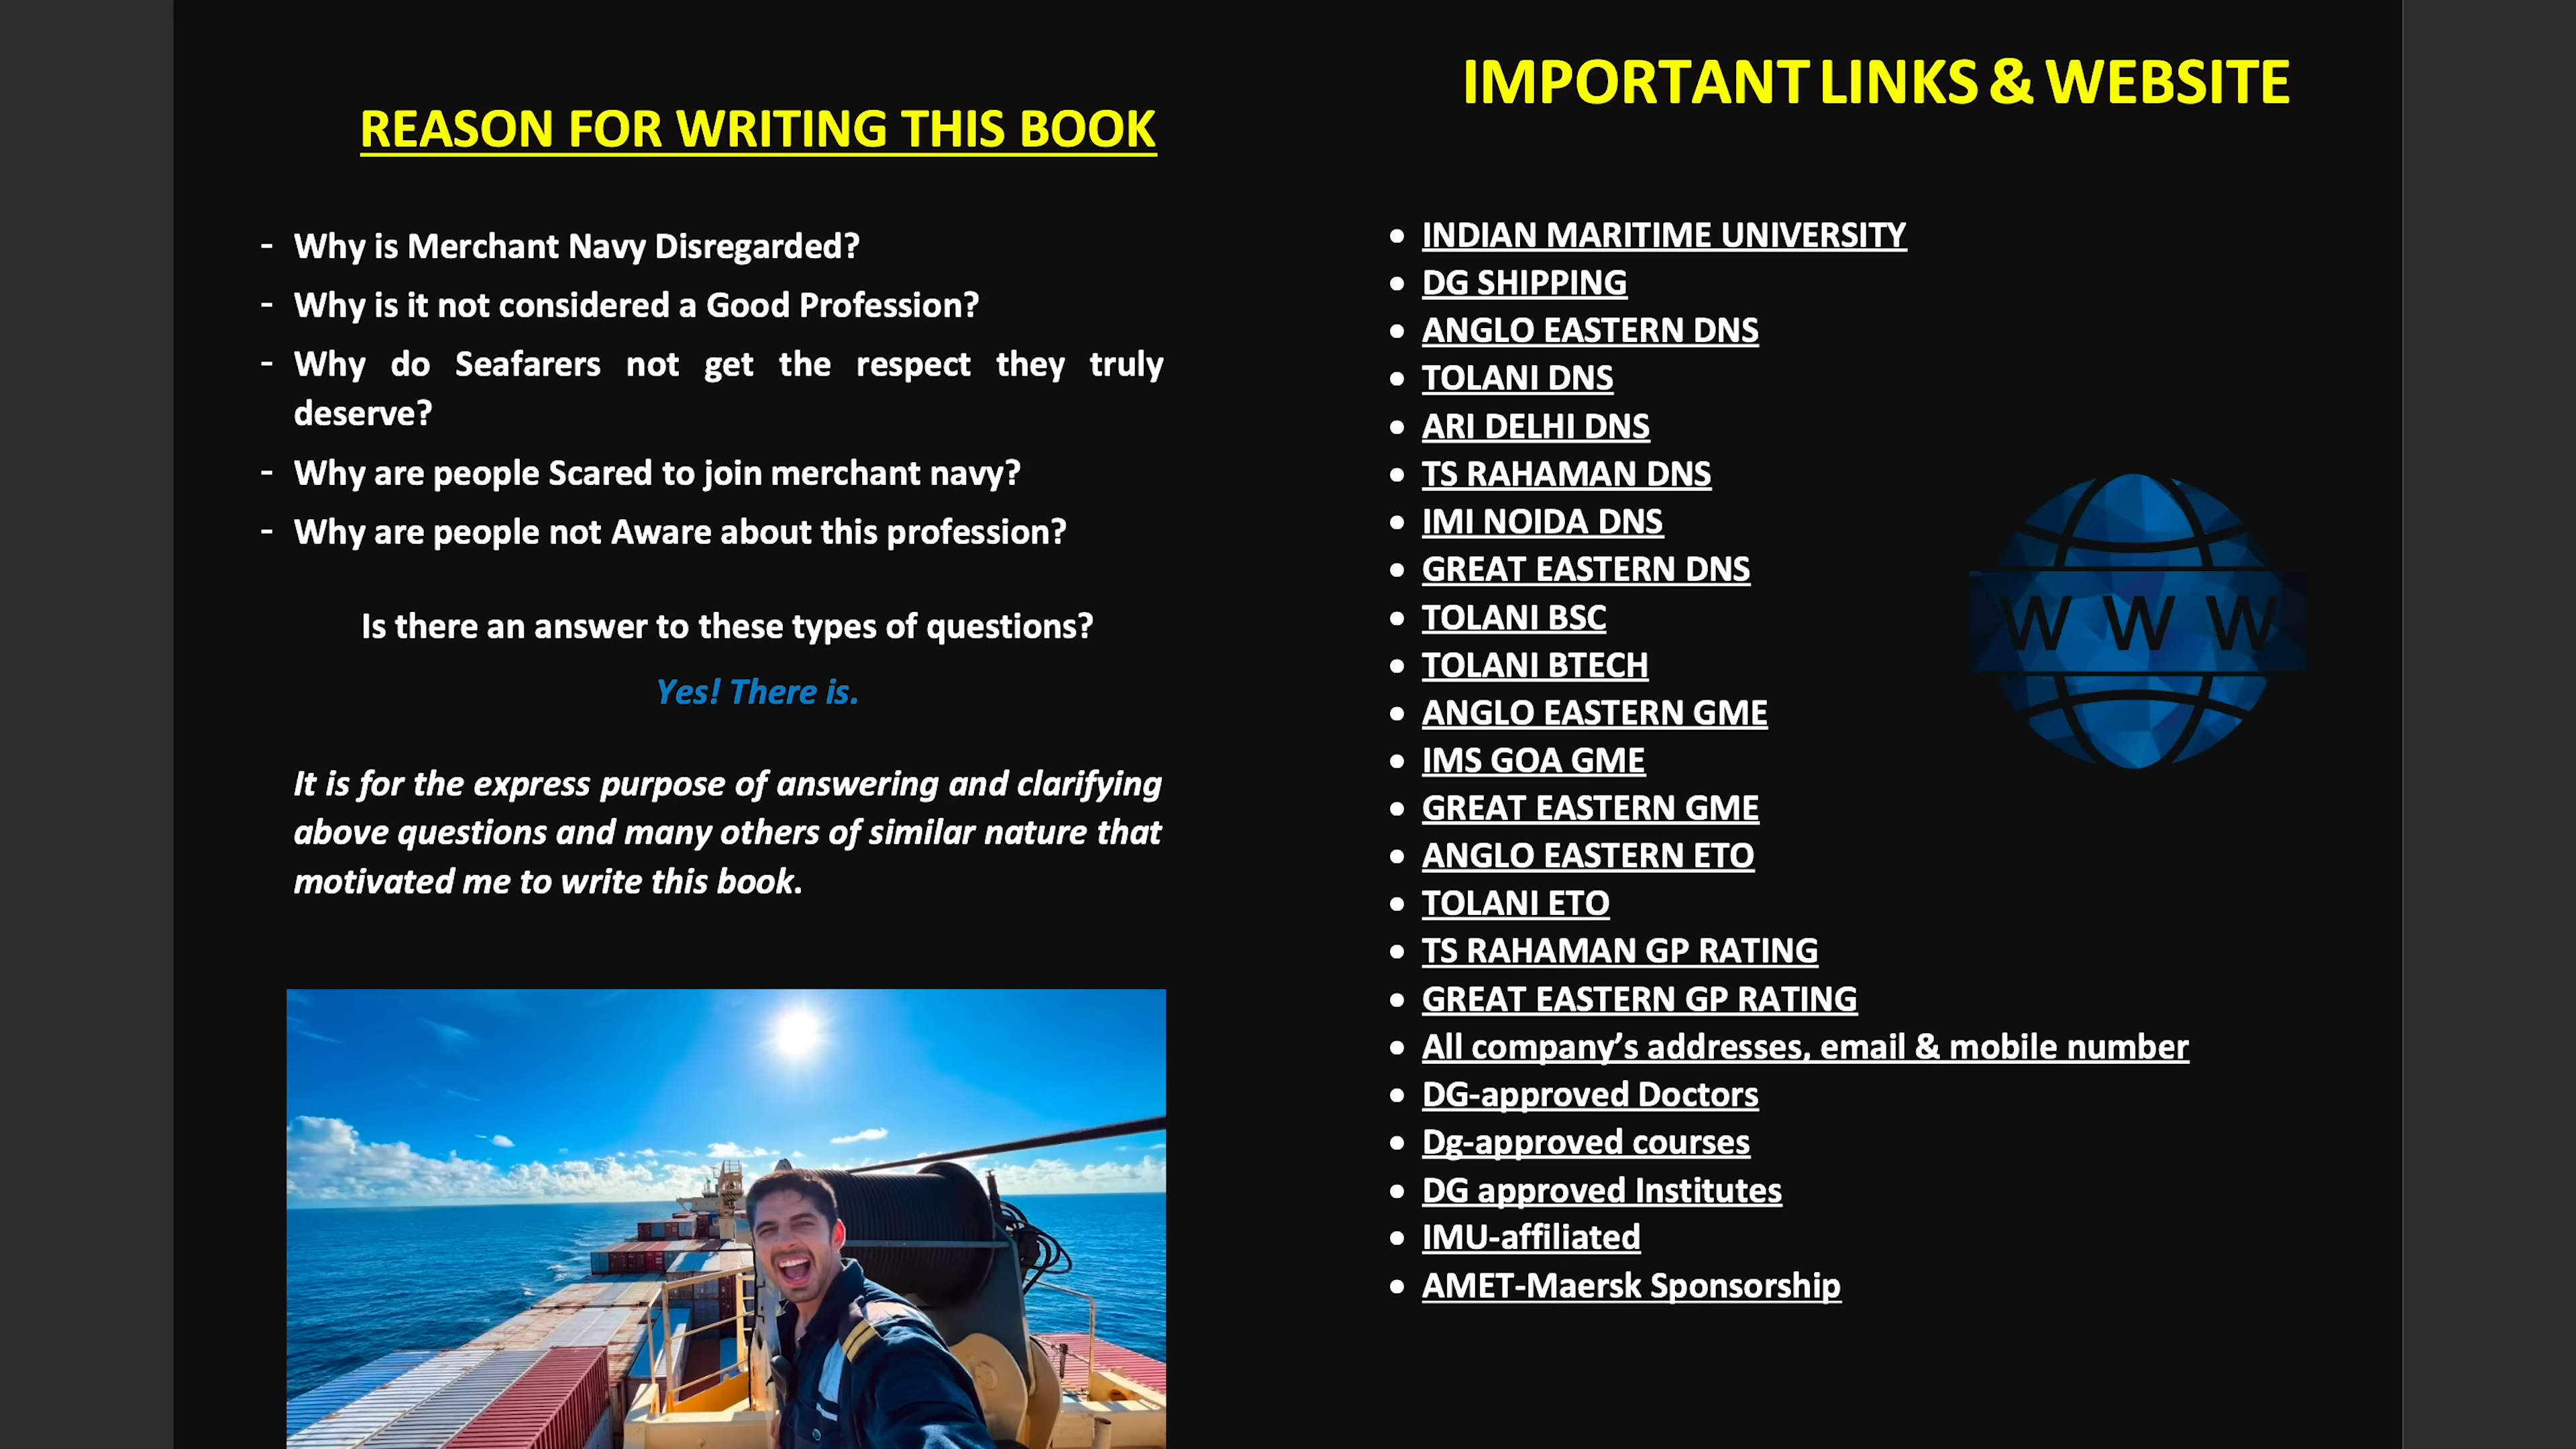 REASON FOR WRITING THIS BOOK
- Why is Merchant Navy Disregarded?
- Why is it not considered a Good Profession?
- Why do Seafarers not get the respect they truly
deserve?
- Why are people Scared to join merchant navy?
- Why are people not Aware about this profession?
Is there an answer to these types of questions?
Yes! There is.
It is for the express purpose of answering and clarifying
above questions and many others of similar nature that
motivated me to write this book.
IMPORTANT LINKS & WEBSITE
• INDIAN MARITIME UNIVERSITY
• DG SHIPPING
• ANGLO EASTERN DNS
• TOLANI DNS
• ARI DELHI DNS
• TS RAHAMAN DNS
• IMI NOIDA DNS
• GREAT EASTERN DNS
• TOLANI BSC
• TOLANI BTECH
• ANGLO EASTERN GME
• IMS GOA GME
• GREAT EASTERN GME
• ANGLO EASTERN ETO
• TOLANI ETO
• TS RAHAMAN GP RATING
• GREAT EASTERN GP RATING
• All company’s addresses, email & mobile number
• DG-approved Doctors
• Dg-approved courses
• DG approved Institutes
• IMU-affiliated
• AMET-Maersk Sponsorship
W W W